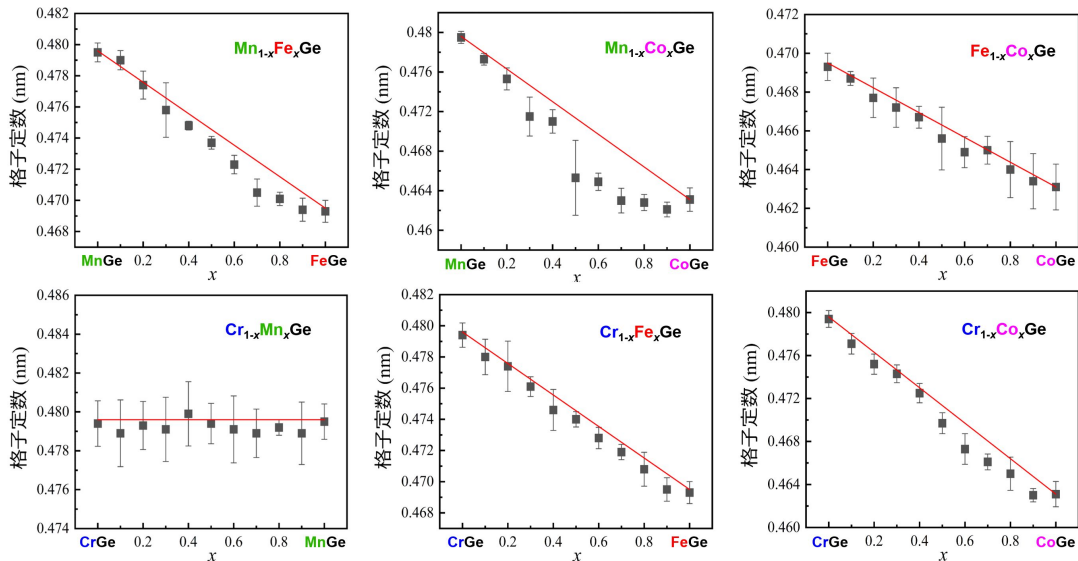 0.480
0.478
0.476
0.474
0.472
0.470
0.468
格子定数 (nm)
Mn1-xFexGe
MnGe 0.2 0.4 0.6 0.8 FeGe
x
0.48
0.476
0.472
0.468
0.464
0.46
格子定数 (nm)
Mn1-xCoxGe
MnGe 0.2 0.4 0.6 0.8 CoGe
x
0.472
0.470
0.468
0.466
0.464
0.462
0.460
格子定数 (nm)
Fe1-xCoxGe
FeGe 0.2 0.4 0.6 0.8 CoGe
x
0.486
0.484
0.482
0.480
0.478
0.476
0.474
格子定数 (nm)
Cr1-xMnxGe
CrGe 0.2 0.4 0.6 0.8 MnGe
x
0.482
0.480
0.478
0.476
0.474
0.472
0.470
0.468
格子定数 (nm)
Cr1-xFexGe
CrGe 0.2 0.4 0.6 0.8 FeGe
x
0.480
0.476
0.472
0.468
0.464
0.460
格子定数 (nm)
Cr1-xCoxGe
CrGe 0.2 0.4 0.6 0.8 CoGe
x